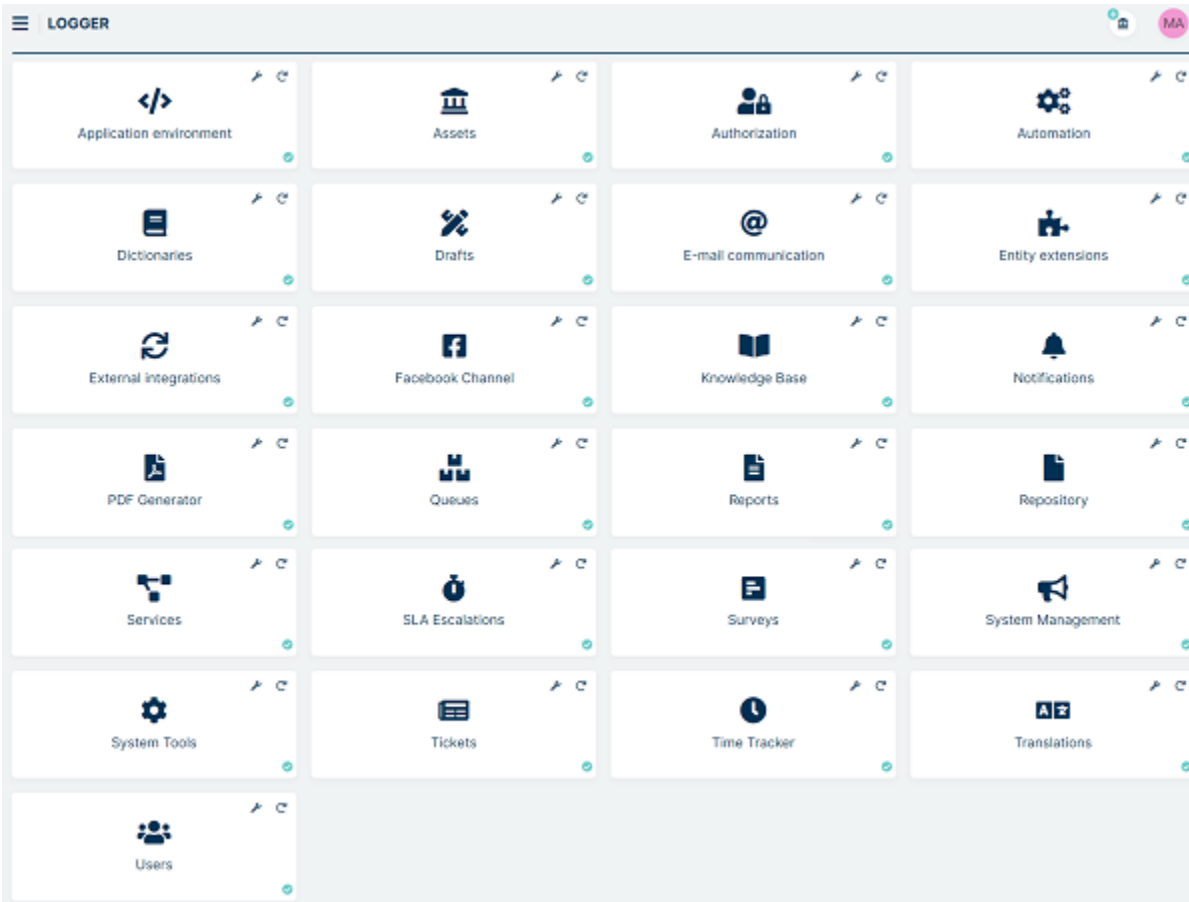 LOGGER
MA
Application environment
Assets
Authorization
Automation
Dictionaries
Drafts
E-mail communication
Entity extensions
External integrations
Facebook Channel
Knowledge Base
Notifications
PDF Generator
Queues
Reports
Repository
Services
SLA Escalations
Surveys
System Management
System Tools
Tickets
Time Tracker
Translations
Users